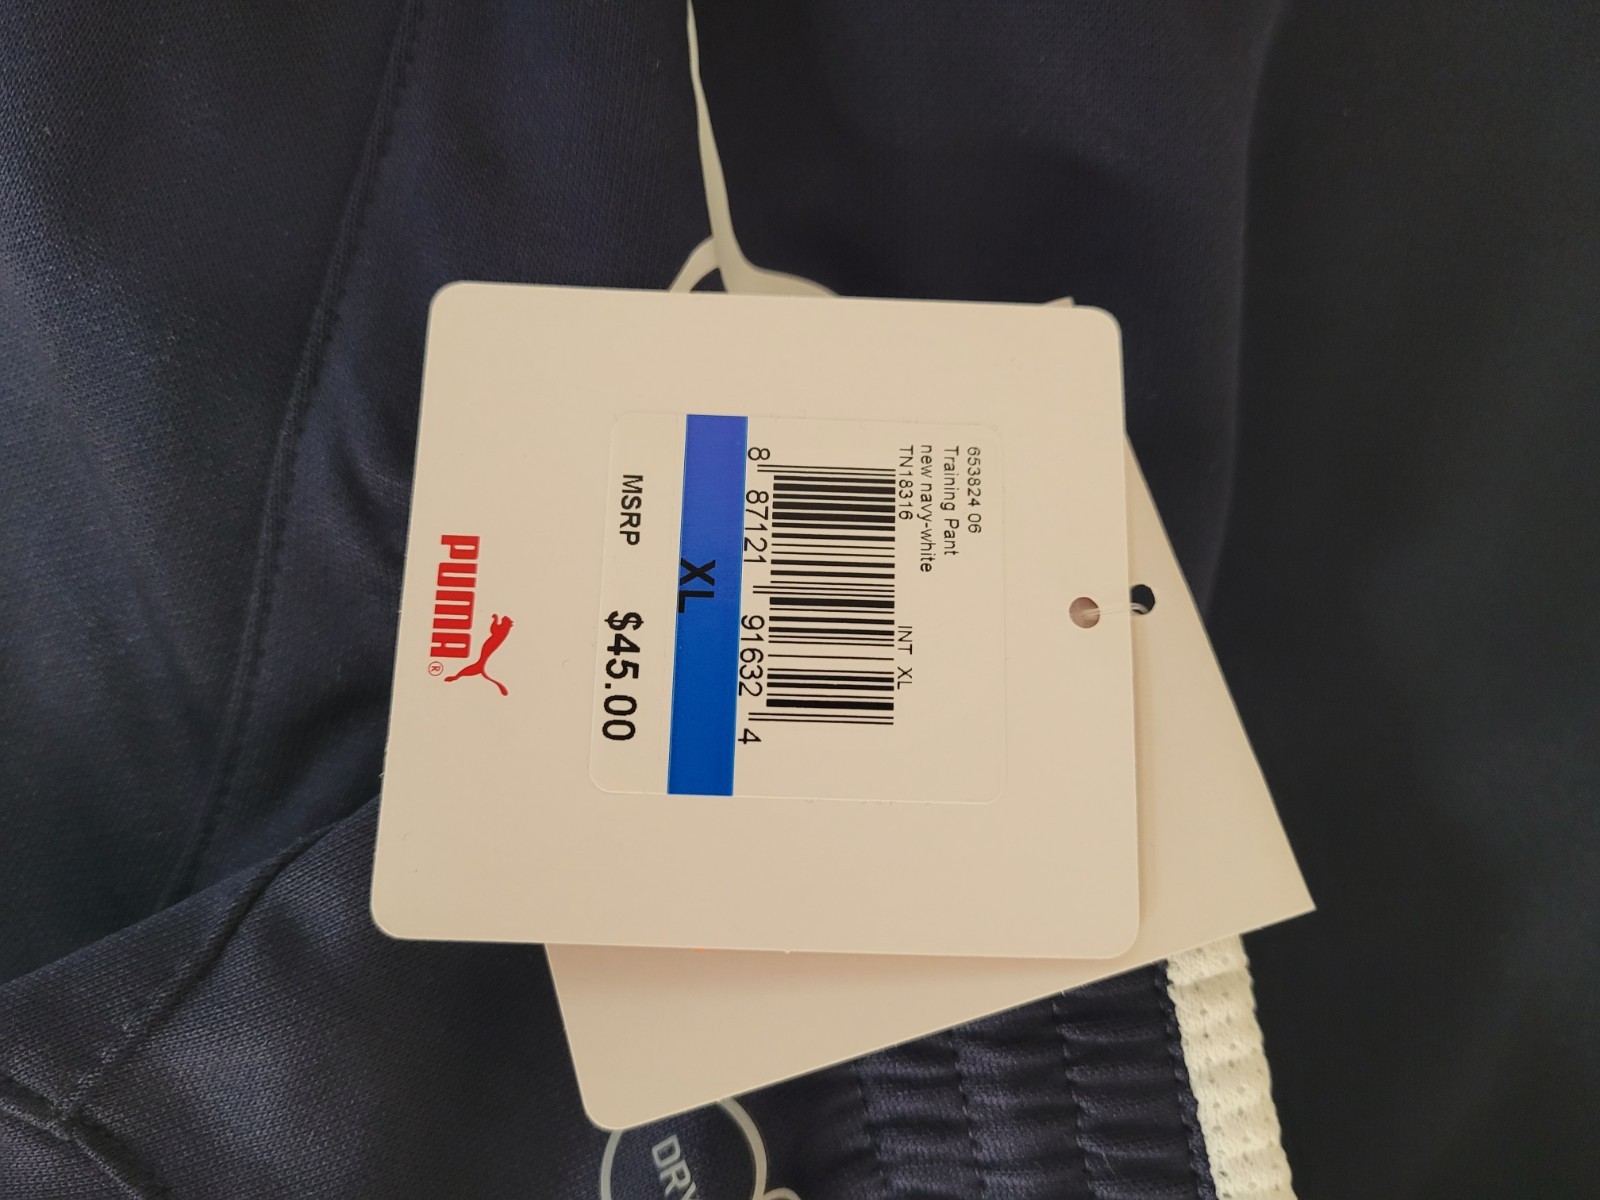 653824 06
Training Pant
new navy-white
TN18316 INT XL
8 87121 91632 4
XL
MSRP $45.00
PUMA®
DRY